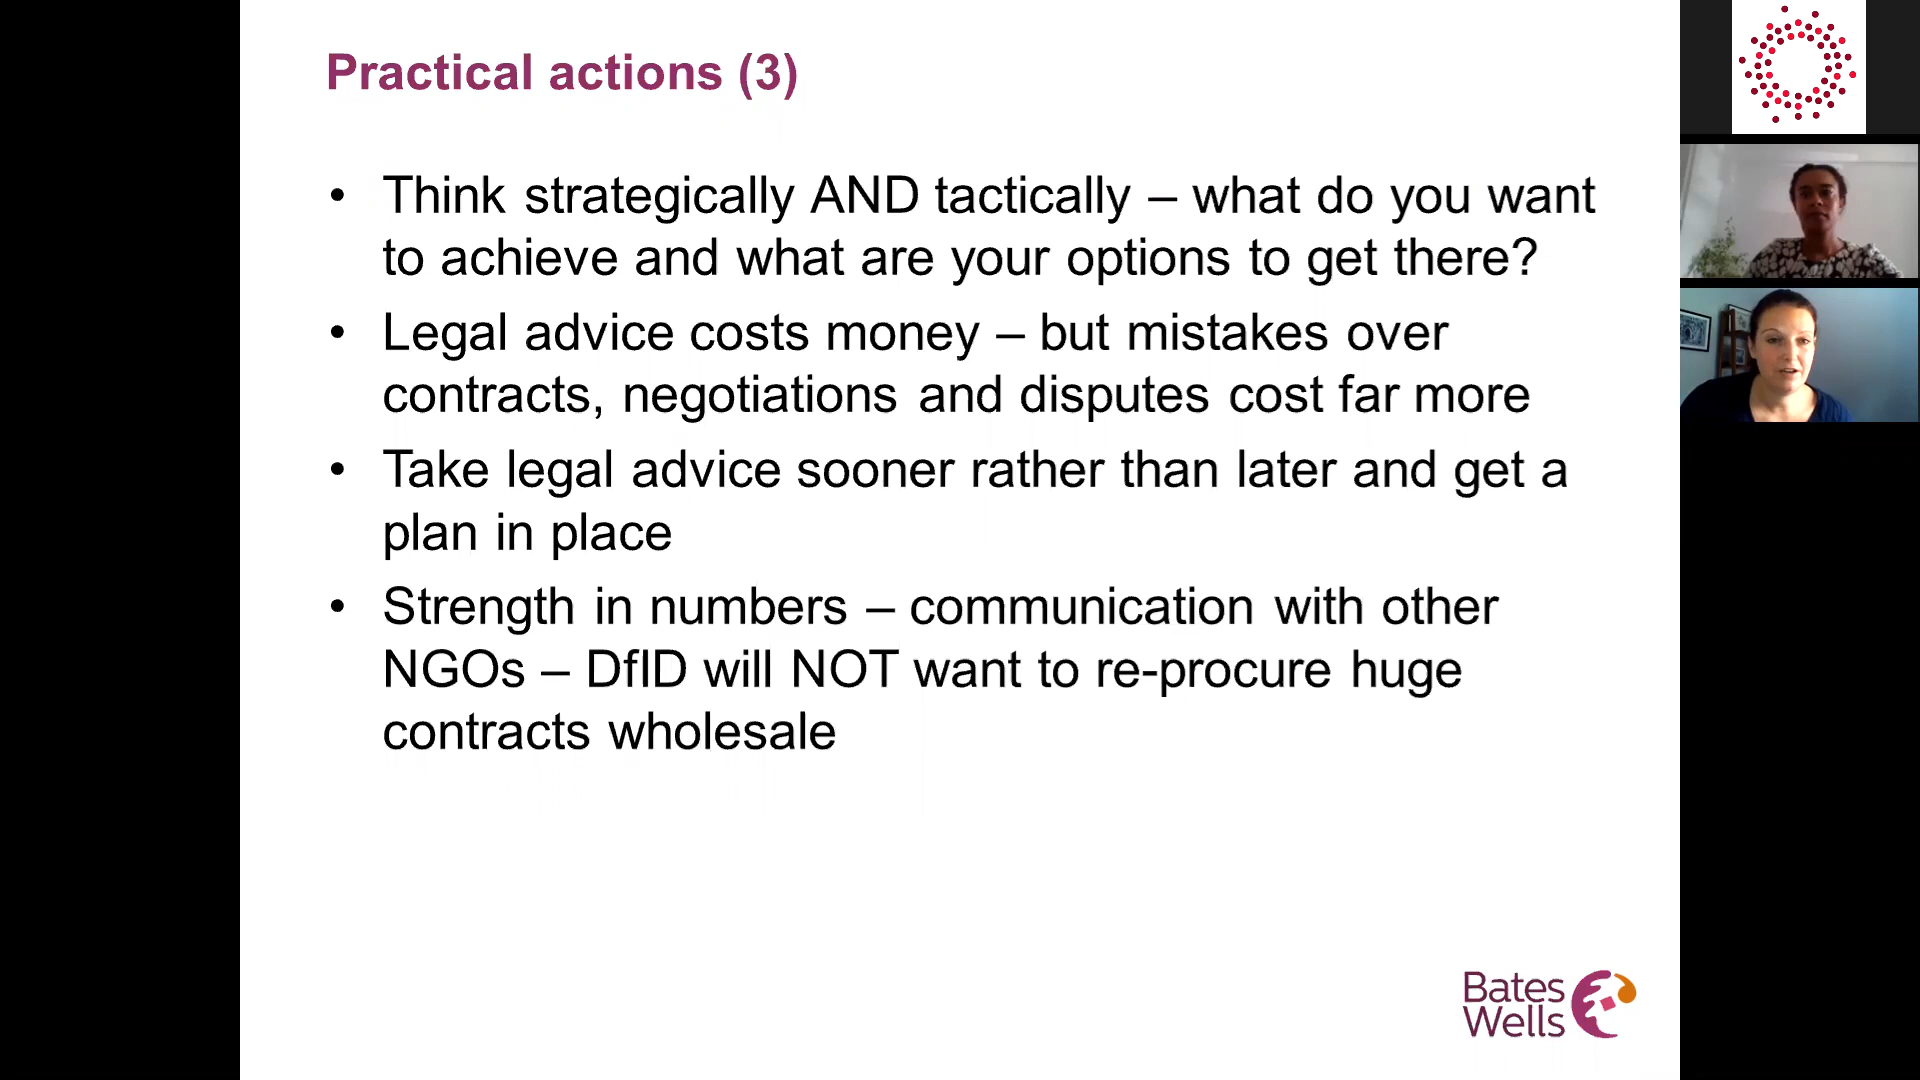 Practical actions (3)
• Think strategically AND tactically – what do you want
to achieve and what are your options to get there?
• Legal advice costs money – but mistakes over
contracts, negotiations and disputes cost far more
• Take legal advice sooner rather than later and get a
plan in place
• Strength in numbers – communication with other
NGOs – DfID will NOT want to re-procure huge
contracts wholesale
Bates
Wells